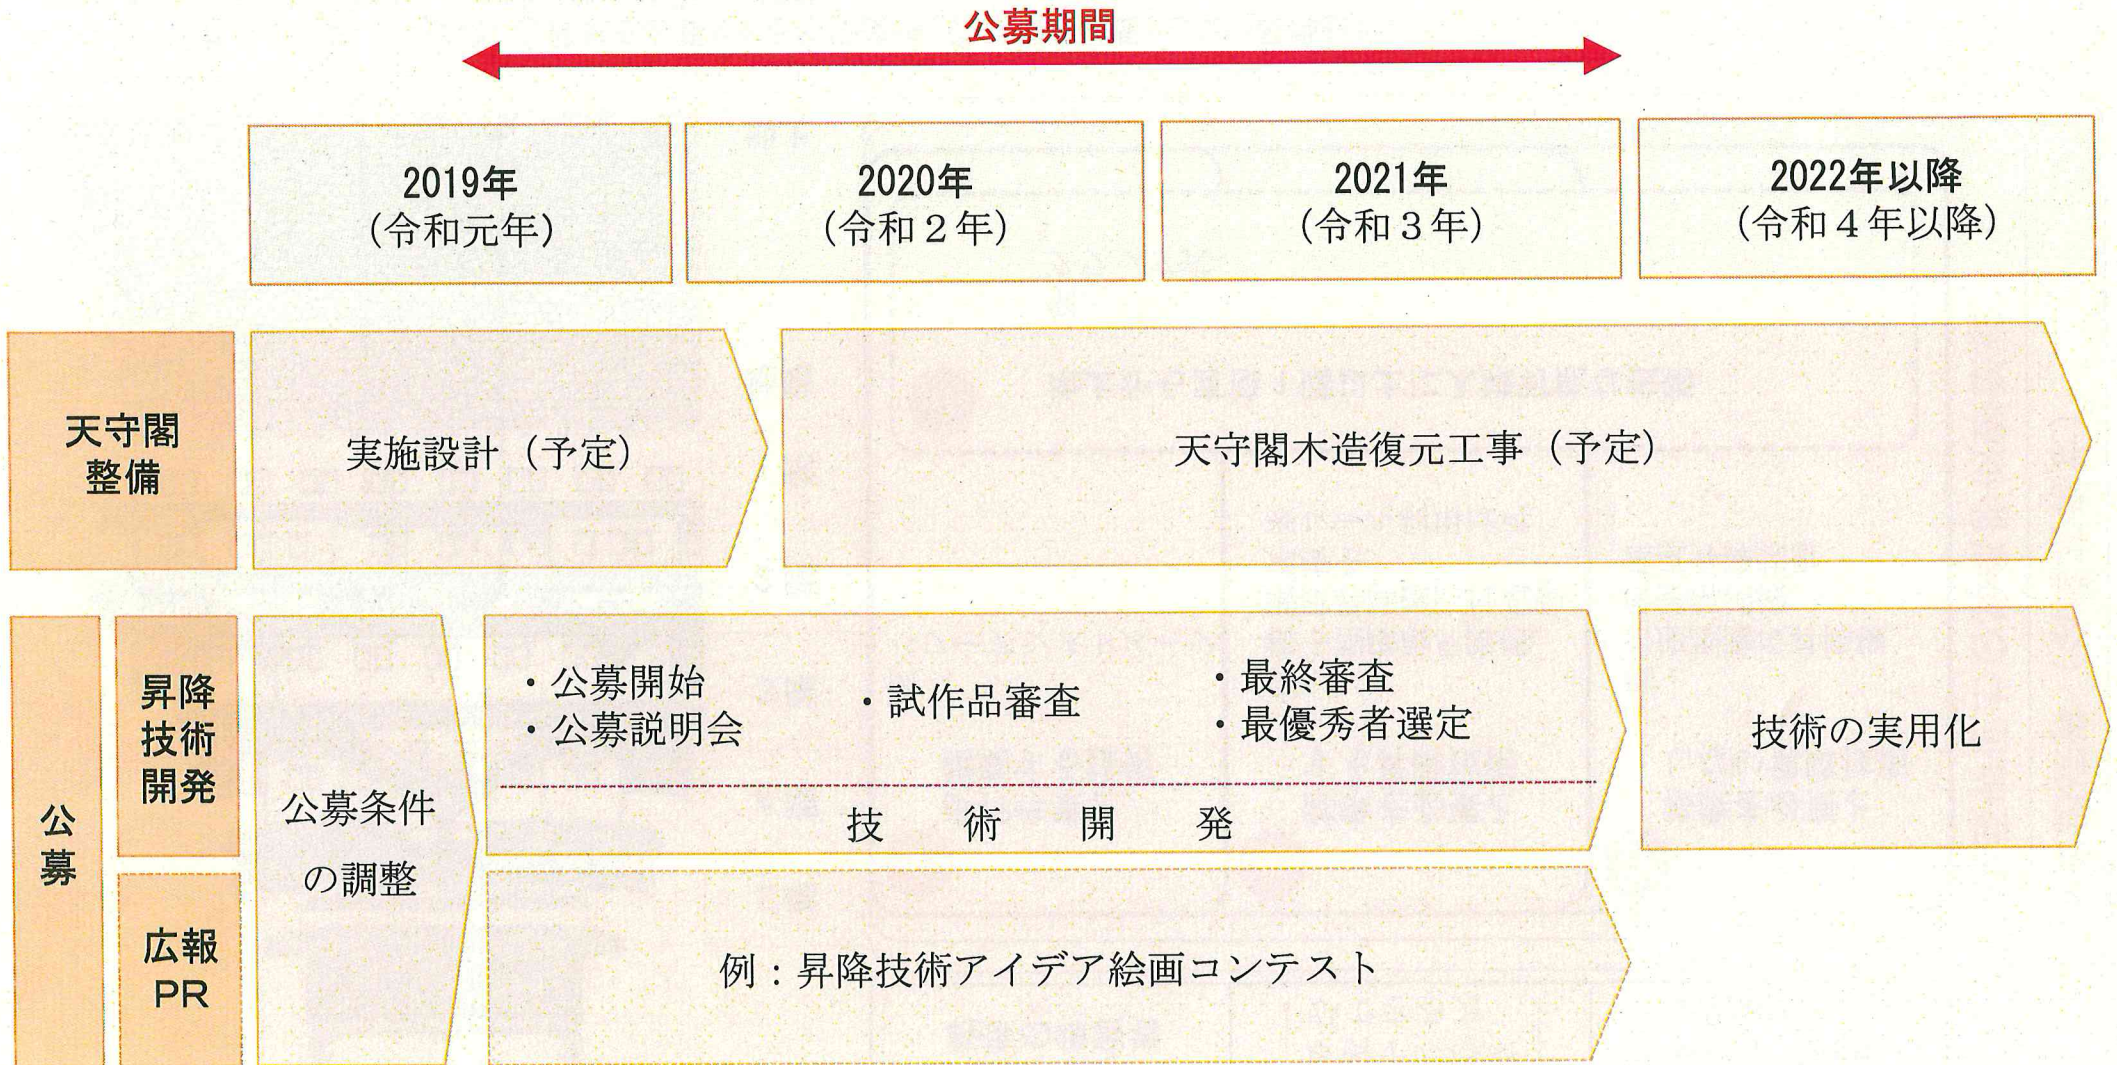 公募期間
2019年
（令和元年）
2020年
（令和２年）
2021年
（令和３年）
2022年以降
（令和４年以降）
天守閣
整備
実施設計（予定）
天守閣木造復元工事（予定）
公募
昇降
技術
開発
公募条件
の調整
・公募開始
・公募説明会
・試作品審査
・最終審査
・最優秀者選定
技術開発
技術の実用化
広報
PR
例：昇降技術アイデア絵画コンテスト